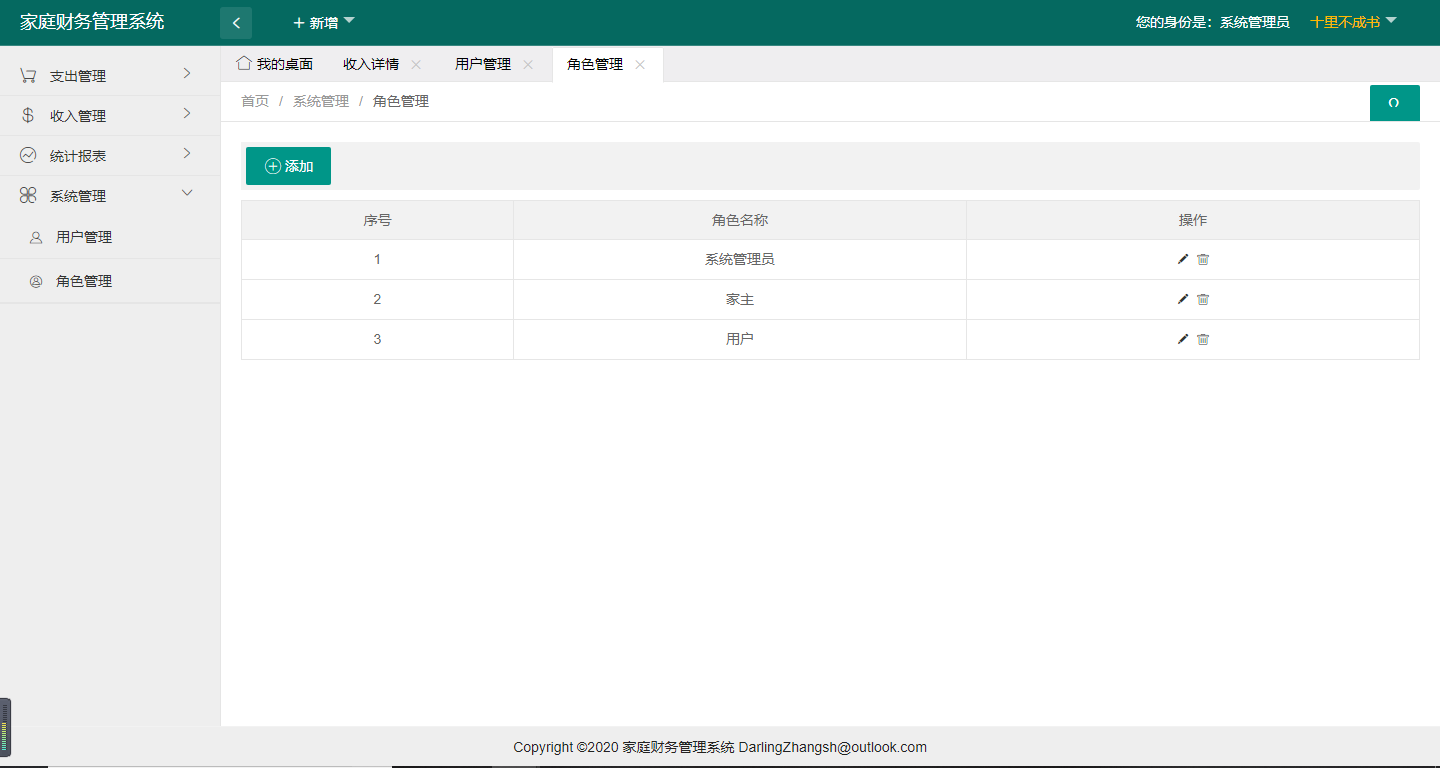 家庭财务管理系统
新增
您的身份是：系统管理员 十里不成书
支出管理
收入管理
统计报表
系统管理
用户管理
角色管理
我的桌面 收入详情 用户管理 角色管理
首页 / 系统管理 / 角色管理
添加
序号 角色名称 操作
1 系统管理员
2 家主
3 用户
Copyright ©2020 家庭财务管理系统 DarlingZhangsh@outlook.com